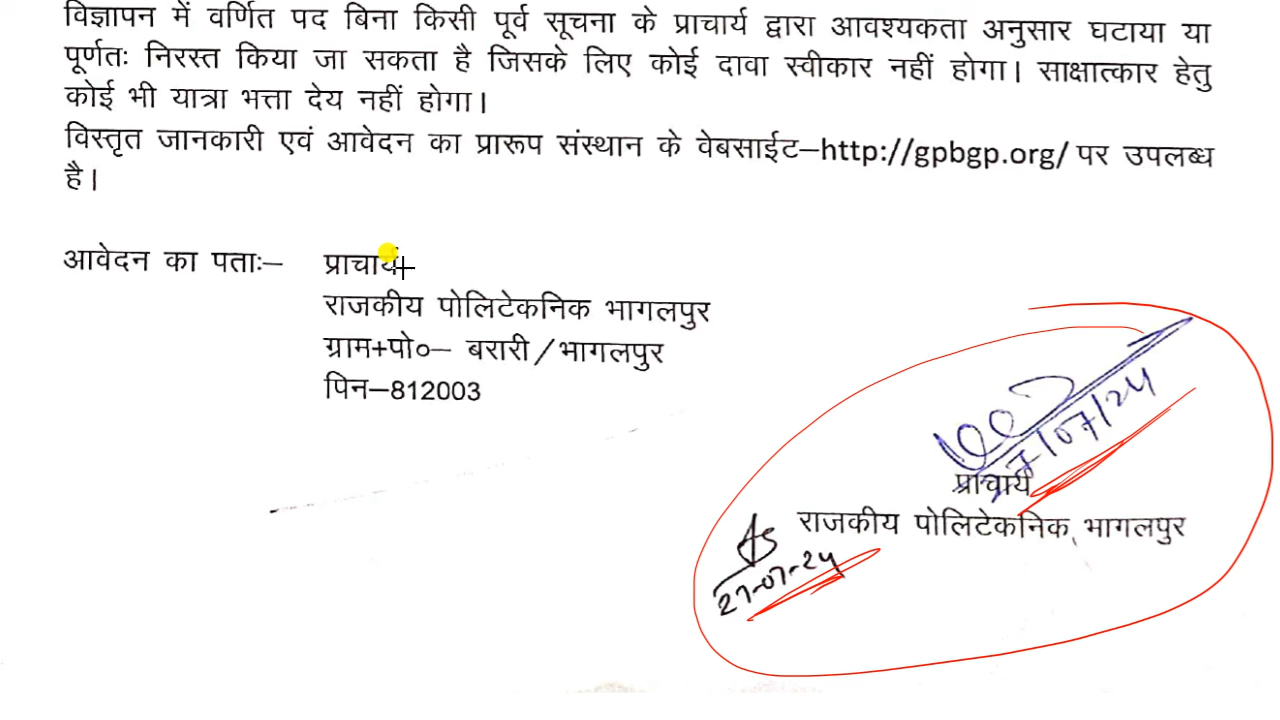 विज्ञापन में वर्णित पद बिना किसी पूर्व सूचना के प्राचार्य द्वारा आवश्यकता अनुसार घटाया या
पूर्णतः निरस्त किया जा सकता है जिसके लिए कोई दावा स्वीकार नहीं होगा। साक्षात्कार हेतु
कोई भी यात्रा भत्ता देय नहीं होगा।
विस्तृत जानकारी एवं आवेदन का प्रारूप संस्थान के वेबसाईट–http://gpbgp.org/ पर उपलब्ध
है।
आवेदन का पताः– प्राचार्य
राजकीय पोलिटेकनिक भागलपुर
ग्राम+पो०– बरारी/भागलपुर
पिन–812003
/07/24
प्राचार्य
राजकीय पोलिटेकनिक, भागलपुर
27-07-24